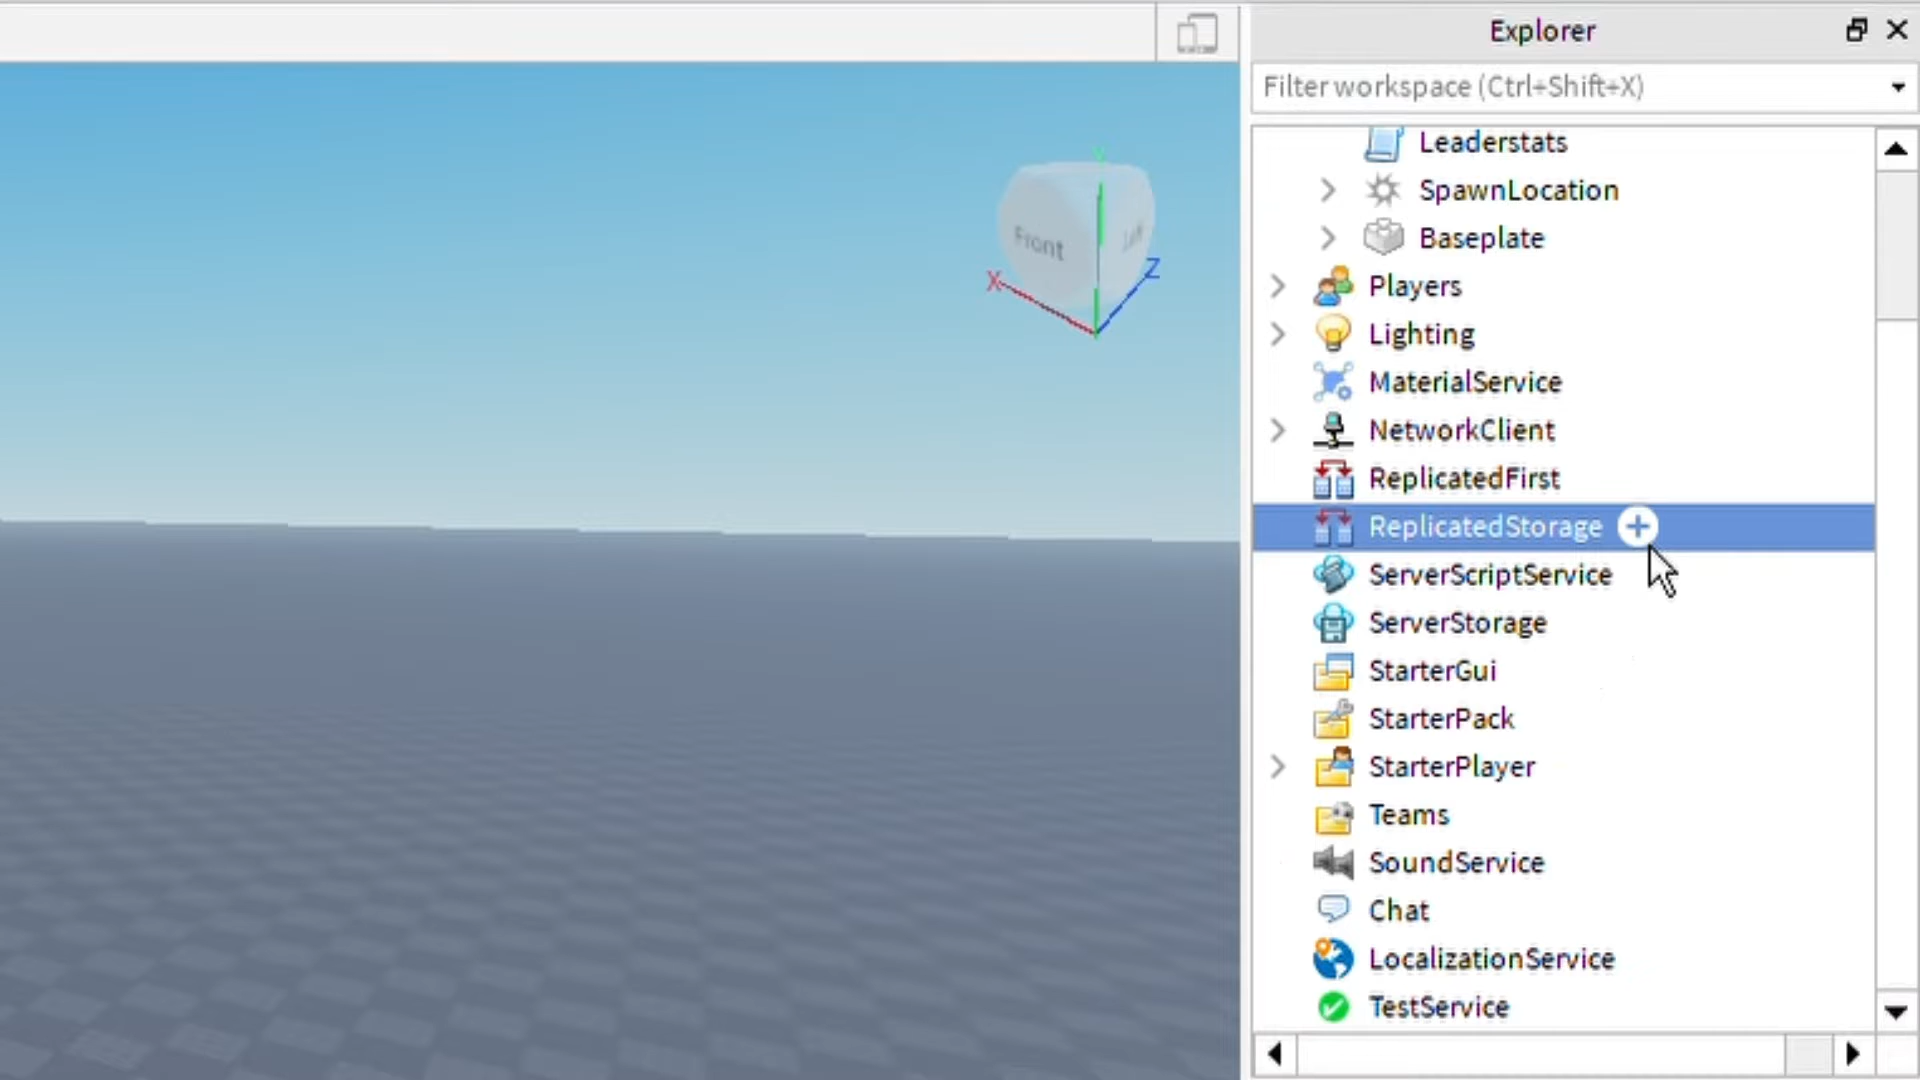 Explorer
Filter workspace (Ctrl+Shift+X)
Leaderstats
SpawnLocation
Baseplate
Players
Lighting
MaterialService
NetworkClient
ReplicatedFirst
ReplicatedStorage
ServerScriptService
ServerStorage
StarterGui
StarterPack
StarterPlayer
Teams
SoundService
Chat
LocalizationService
TestService
Y
Front
Left
X
Z